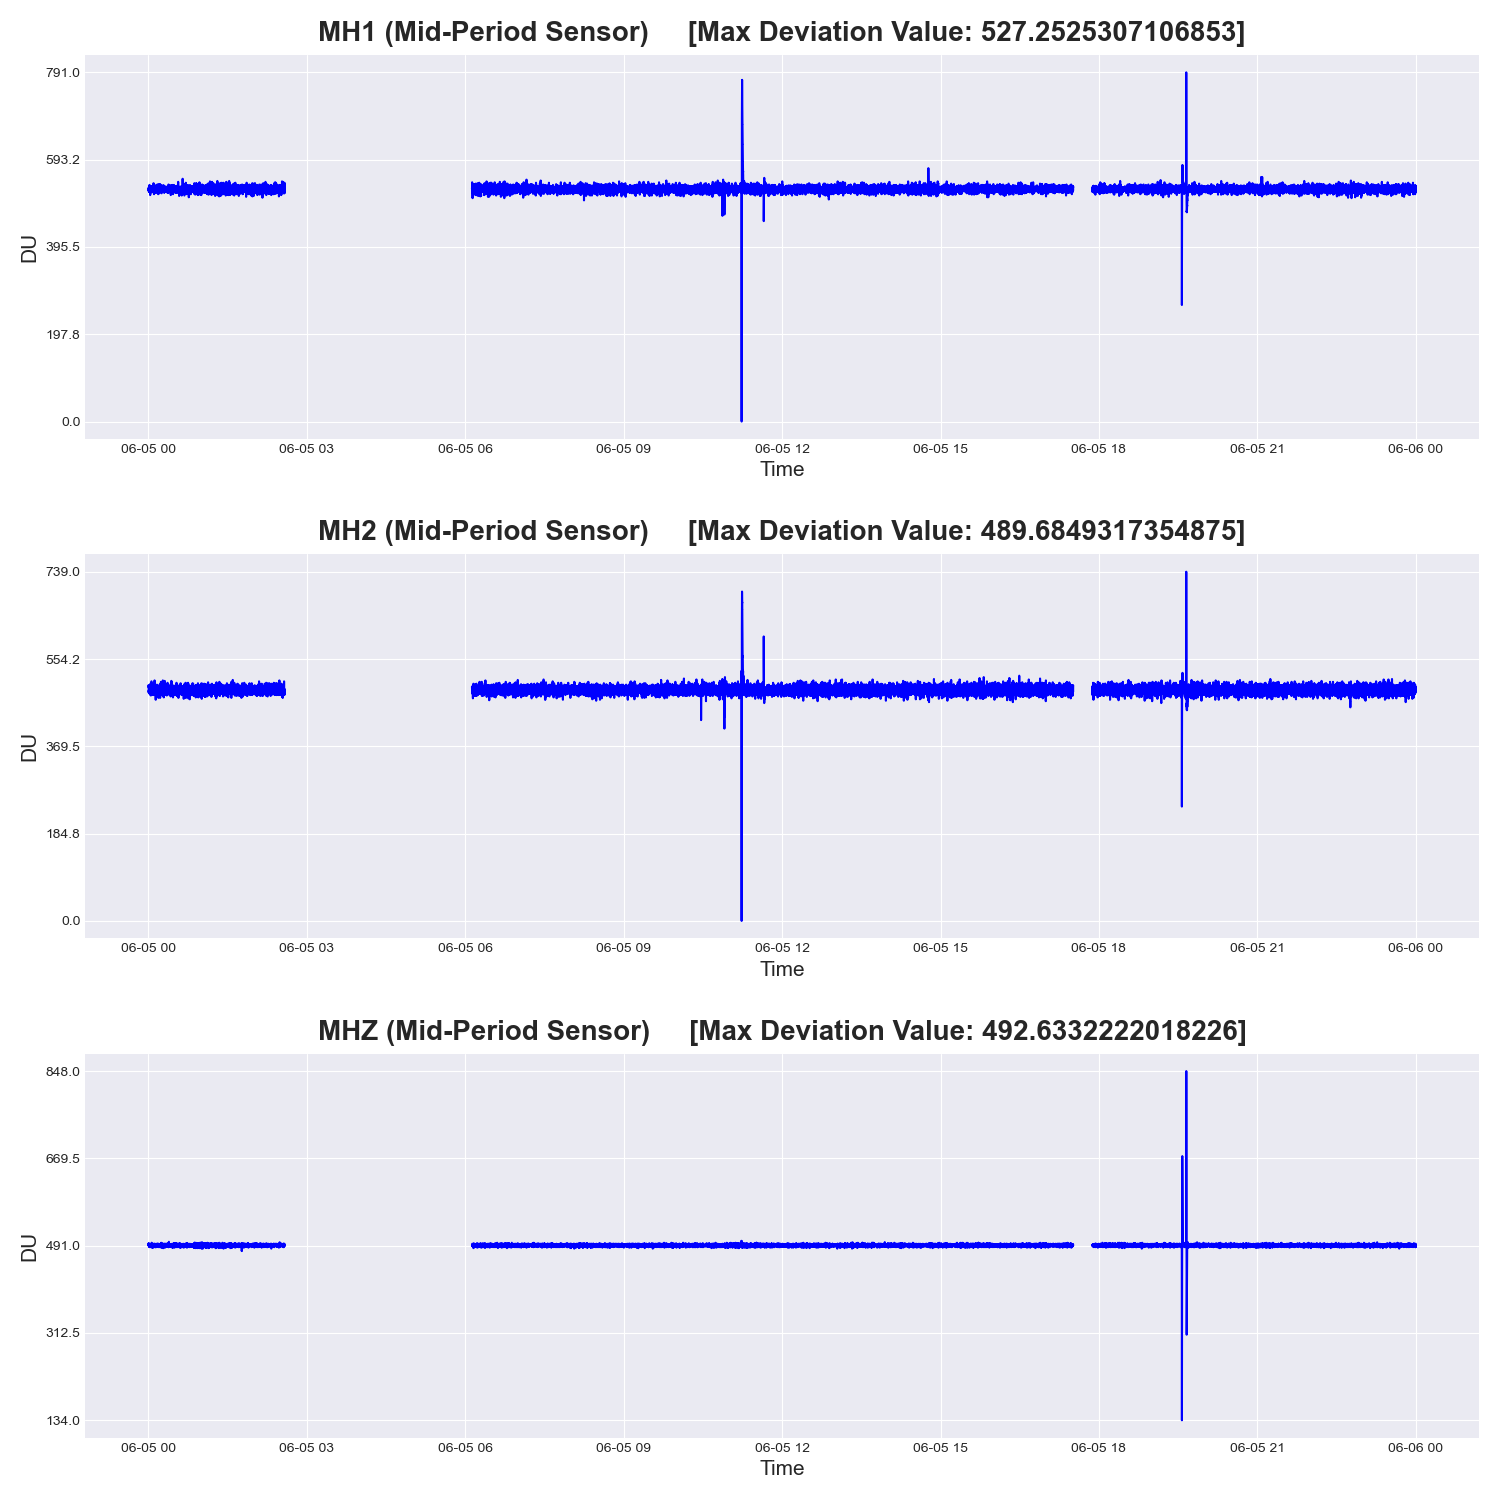 MH1 (Mid-Period Sensor) [Max Deviation Value: 527.2525307106853]
791.0
593.2
395.5
197.8
0.0
DU
06-05 00 06-05 03 06-05 06 06-05 09 06-05 12 06-05 15 06-05 18 06-05 21 06-06 00
Time
MH2 (Mid-Period Sensor) [Max Deviation Value: 489.6849317354875]
739.0
554.2
369.5
184.8
0.0
DU
06-05 00 06-05 03 06-05 06 06-05 09 06-05 12 06-05 15 06-05 18 06-05 21 06-06 00
Time
MHZ (Mid-Period Sensor) [Max Deviation Value: 492.6332222018226]
848.0
669.5
491.0
312.5
134.0
DU
06-05 00 06-05 03 06-05 06 06-05 09 06-05 12 06-05 15 06-05 18 06-05 21 06-06 00
Time